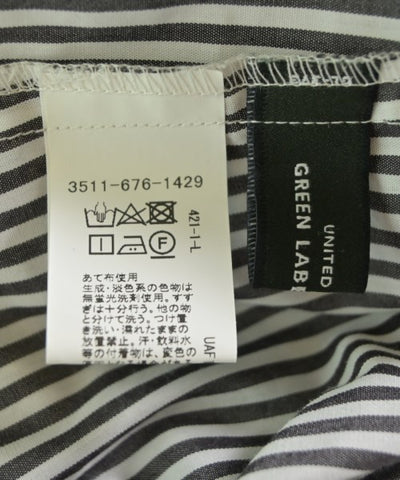 3511-676-1429
421-1-L
F
あて布使用
生成・淡色系の色物は
無蛍光洗剤使用。すす
ぎは十分行う。他の物
と分けて洗う。つけ置
き洗い・濡れたままの
放置禁止。汗・飲料水
等の付着物は、変色の
UAF
UNITED
GREEN LABE